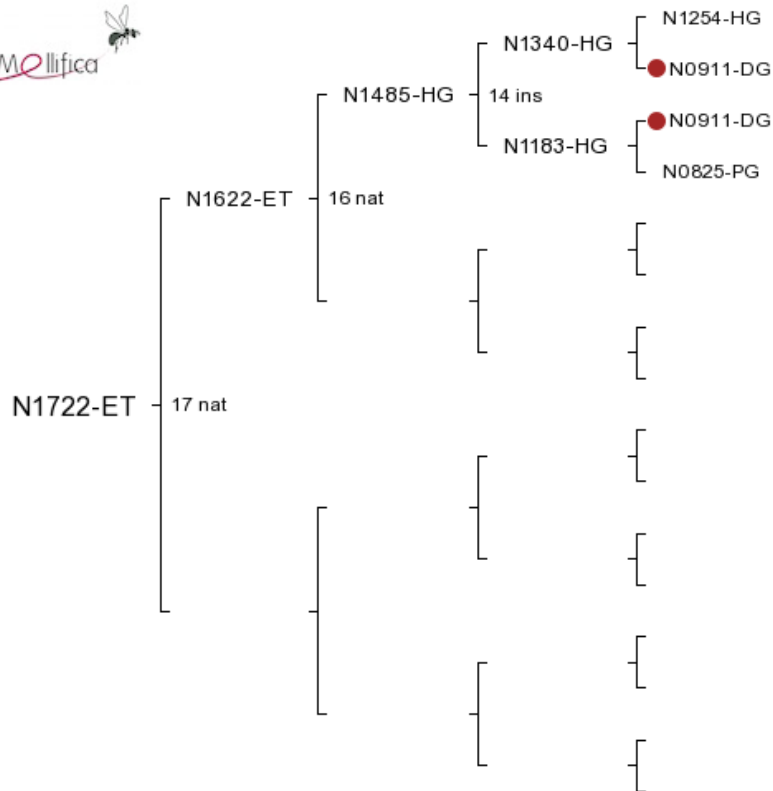 Mellifica
N1254-HG
N1340-HG
N0911-DG
N1485-HG
14 ins
N0911-DG
N1183-HG
N0825-PG
N1622-ET
16 nat
N1722-ET
17 nat